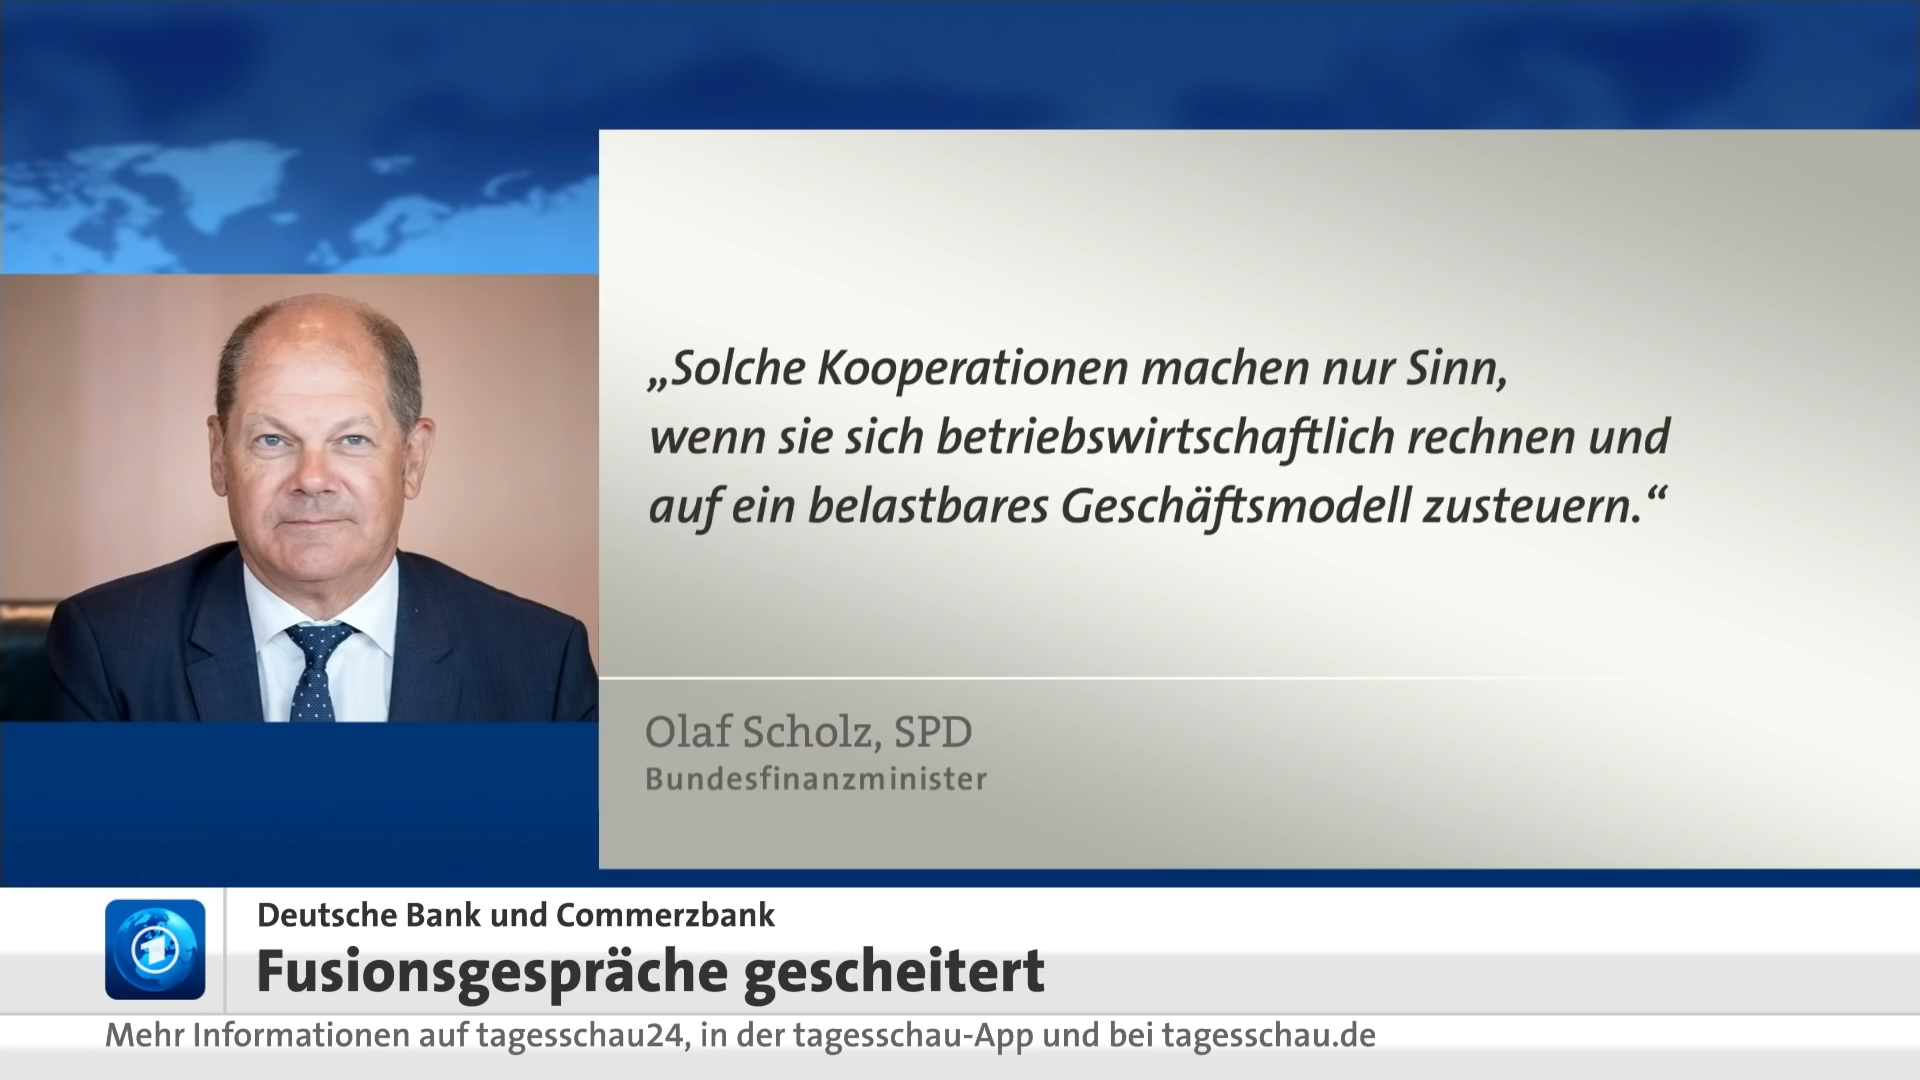 „Solche Kooperationen machen nur Sinn,
wenn sie sich betriebswirtschaftlich rechnen und
auf ein belastbares Geschäftsmodell zusteuern.“
Olaf Scholz, SPD
Bundesfinanzminister
1
Deutsche Bank und Commerzbank
Fusionsgespräche gescheitert
Mehr Informationen auf tagesschau24, in der tagesschau-App und bei tagesschau.de